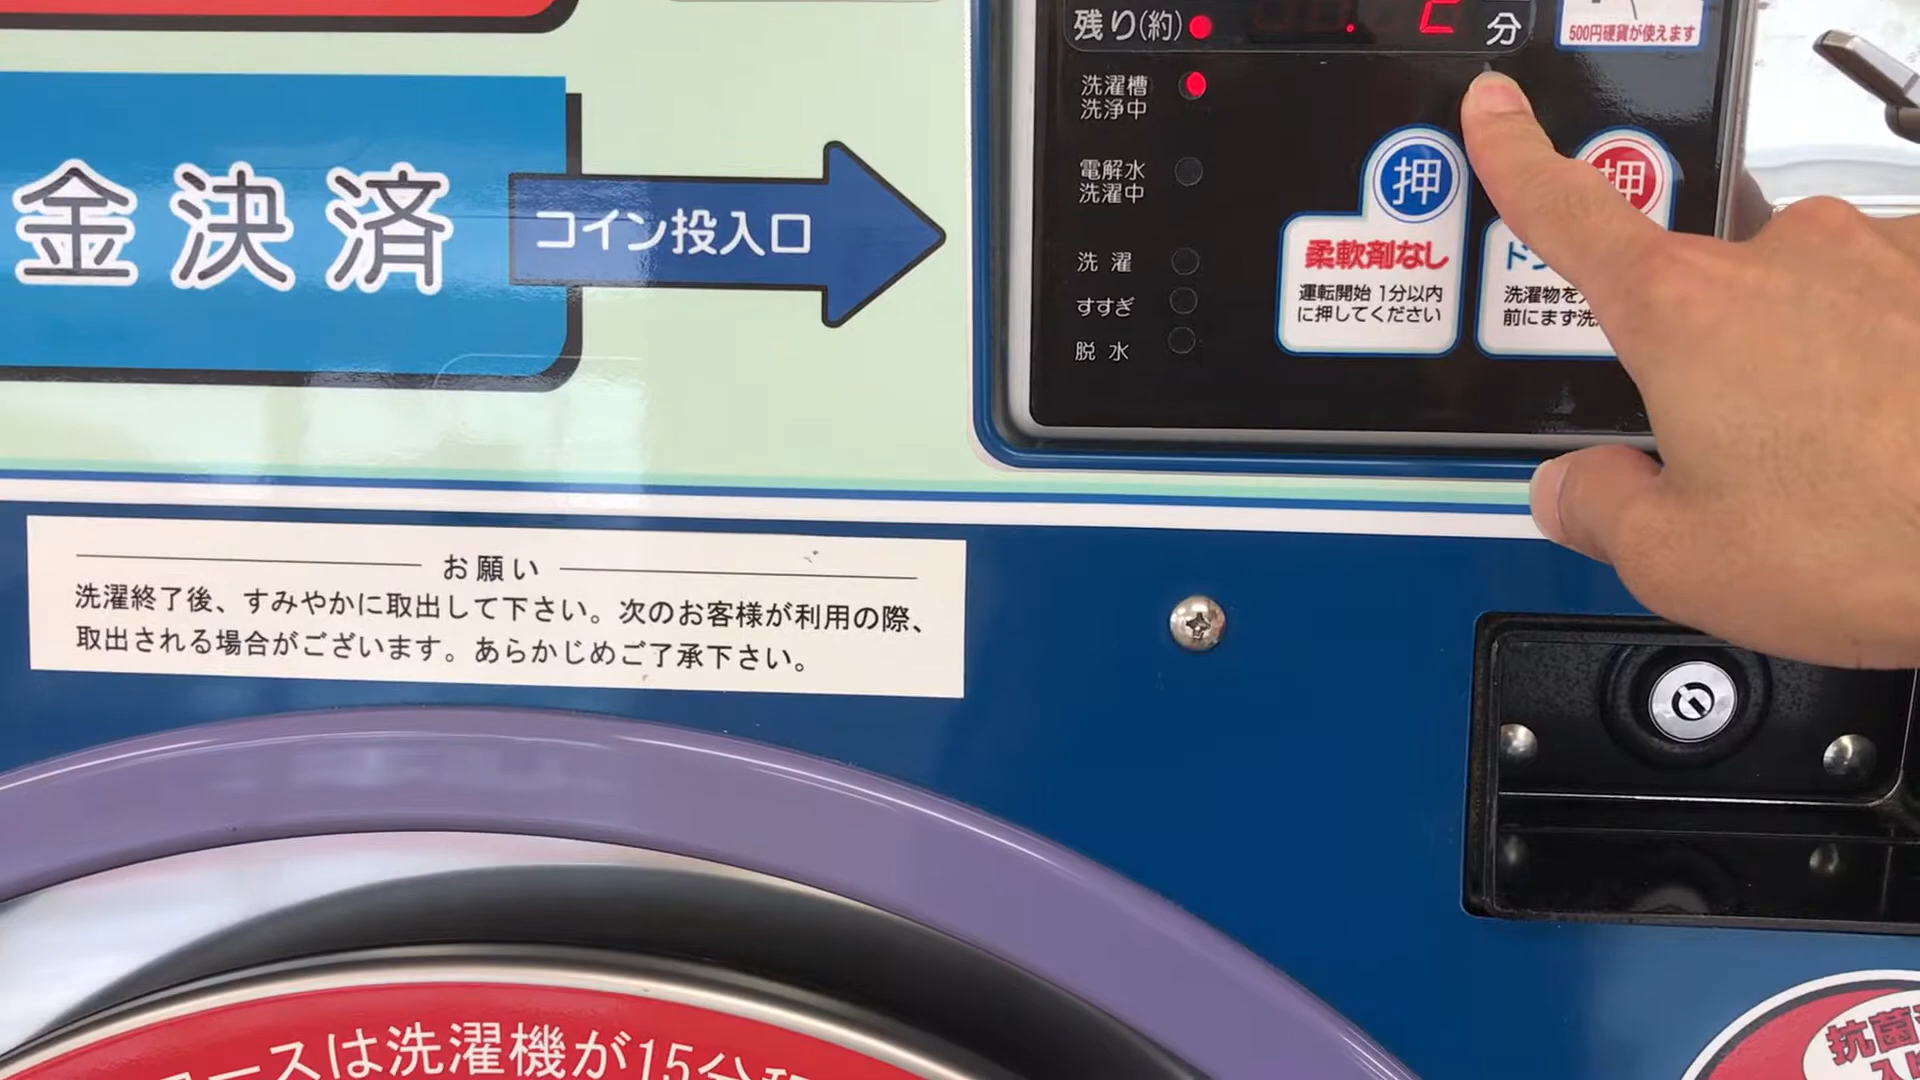 金決済
コイン投入口
残り(約)
2
分
500円硬貨が使えます
洗濯槽
洗浄中
電解水
洗濯中
洗濯
すすぎ
脱水
押
柔軟剤なし
運転開始 1分以内
に押してください
押
洗濯物を
前にまず洗
お願い
洗濯終了後、すみやかに取出して下さい。次のお客様が利用の際、
取出される場合がございます。あらかじめご了承下さい。
ースは洗濯機が15分
抗菌